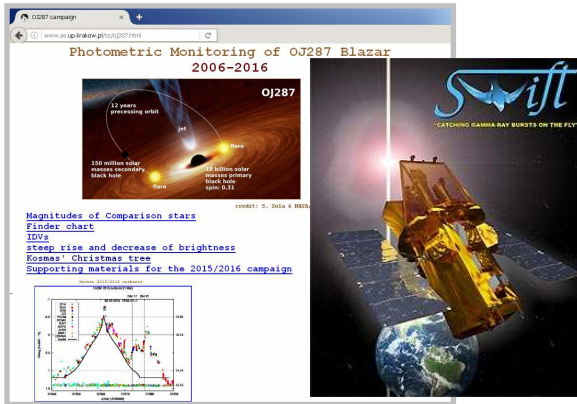 OJ287 campaign
www.as.up.krakow.pl/sz/oj287.html
Photometric Monitoring of OJ287 Blazar
2006-2016
OJ287
12 years
precessing orbit
jet
flare
150 million solar
masses secondary
black hole
18 billion solar
masses primary
black hole
spin: 0.31
flare
credit: S. Zola & NASA/
Magnitudes of Comparison stars
Finder chart
IDVs
steep rise and decrease of brightness
Kosmas' Christmas tree
Supporting materials for the 2015/2016 campaign
Swift
CATCHING GAMMA-RAY BURSTS ON THE FLY